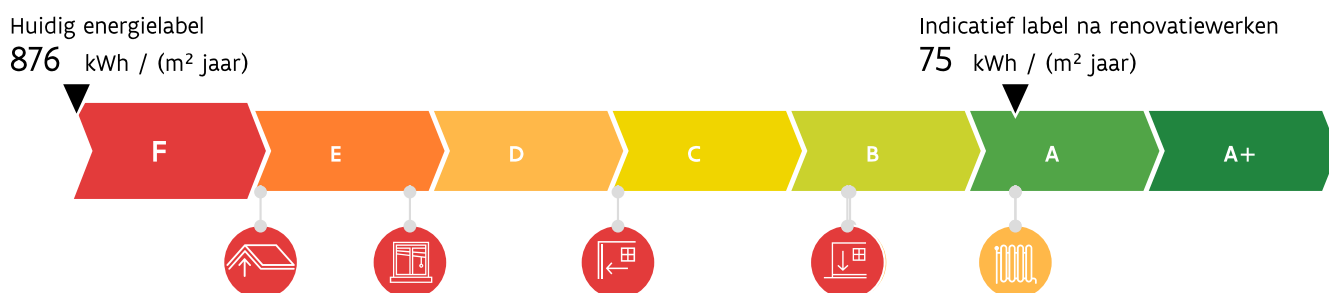 Huidig energielabel
876 kWh / (m² jaar)
Indicatief label na renovatiewerken
75 kWh / (m² jaar)
F E D C B A A+